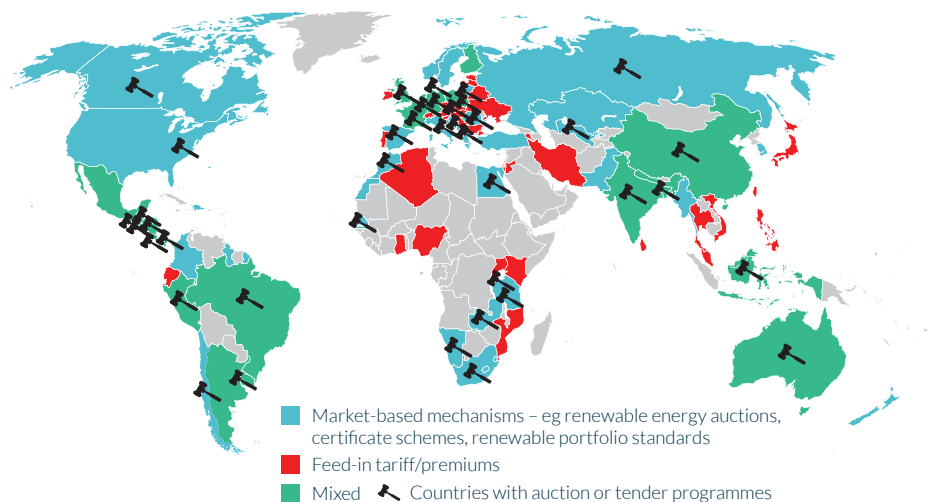 Market-based mechanisms – eg renewable energy auctions,
certificate schemes, renewable portfolio standards
Feed-in tariff/premiums
Mixed Countries with auction or tender programmes